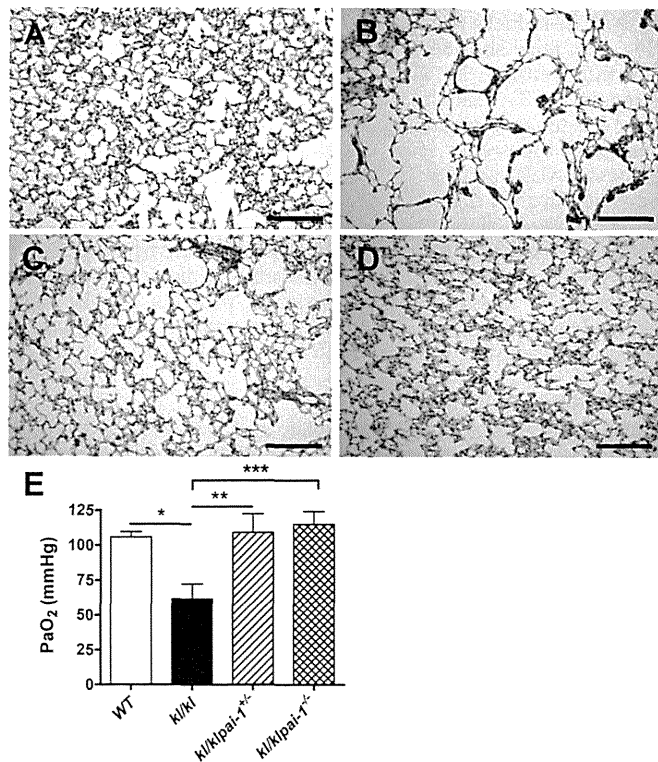 A
B
C
D
E
***
* **
125
100
75
50
25
0
PaO₂ (mmHg)
WT
kl/kl
kl/klpai-1+/-
kl/klpai-1-/-